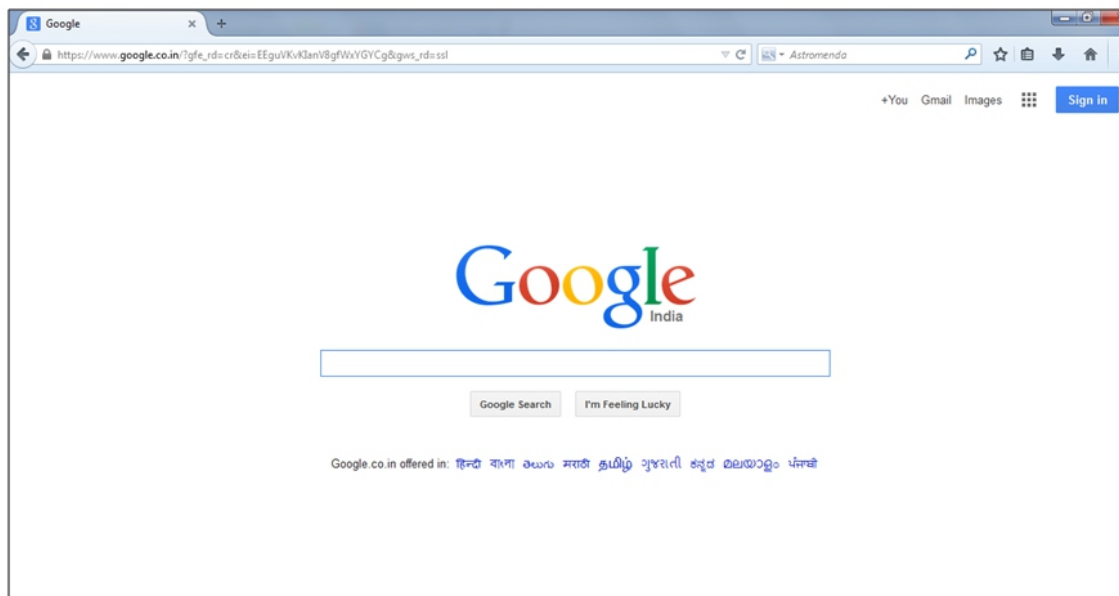 Google
https://www.google.co.in/?gfe_rd=cr&ei=EEguVKvKIanV8gfWxYGYCg&gws_rd=ssl
Astromenda
+You Gmail Images Sign in
Google
India
Google Search I'm Feeling Lucky
Google.co.in offered in: हिन्दी বাংলা తెలుగు मराठी தமிழ் ગુજરાતી ಕನ್ನಡ മലയാളം ਪੰਜਾਬੀ